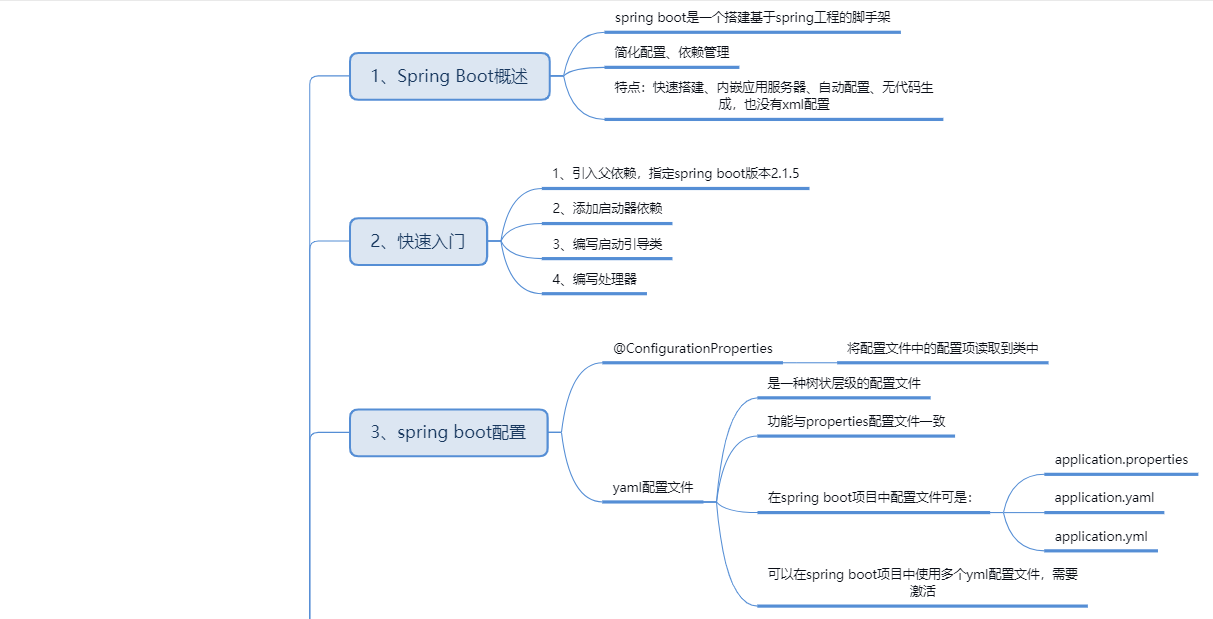 1、Spring Boot概述
spring boot是一个搭建基于spring工程的脚手架
简化配置、依赖管理
特点：快速搭建、内嵌应用服务器、自动配置、无代码生
成，也没有xml配置
2、快速入门
1、引入父依赖，指定spring boot版本2.1.5
2、添加启动器依赖
3、编写启动引导类
4、编写处理器
3、spring boot配置
@ConfigurationProperties
将配置文件中的配置项读取到类中
yaml配置文件
是一种树状层级的配置文件
功能与properties配置文件一致
在spring boot项目中配置文件可是：
application.properties
application.yaml
application.yml
可以在spring boot项目中使用多个yml配置文件，需要
激活